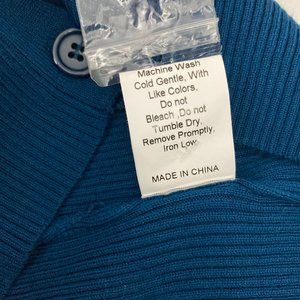 Machine Wash
Cold Gentle, With
Like Colors,
Do not
Bleach ,Do not
Tumble Dry,
Remove Promptly,
Iron Low.
MADE IN CHINA